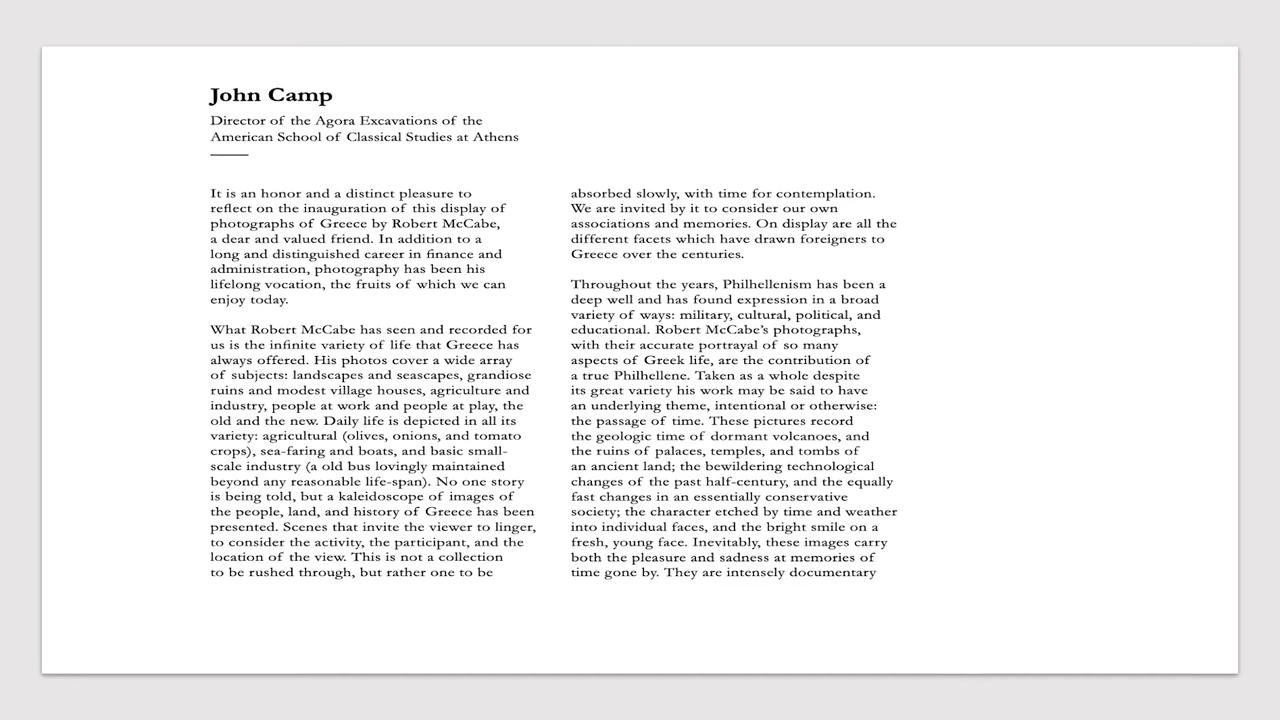 John Camp
Director of the Agora Excavations of the
American School of Classical Studies at Athens
It is an honor and a distinct pleasure to
reflect on the inauguration of this display of
photographs of Greece by Robert McCabe,
a dear and valued friend. In addition to a
long and distinguished career in finance and
administration, photography has been his
lifelong vocation, the fruits of which we can
enjoy today.
What Robert McCabe has seen and recorded for
us is the infinite variety of life that Greece has
always offered. His photos cover a wide array
of subjects: landscapes and seascapes, grandiose
ruins and modest village houses, agriculture and
industry, people at work and people at play, the
old and the new. Daily life is depicted in all its
variety: agricultural (olives, onions, and tomato
crops), sea-faring and boats, and basic small-
scale industry (a old bus lovingly maintained
beyond any reasonable life-span). No one story
is being told, but a kaleidoscope of images of
the people, land, and history of Greece has been
presented. Scenes that invite the viewer to linger,
to consider the activity, the participant, and the
location of the view. This is not a collection
to be rushed through, but rather one to be
absorbed slowly, with time for contemplation.
We are invited by it to consider our own
associations and memories. On display are all the
different facets which have drawn foreigners to
Greece over the centuries.
Throughout the years, Philhellenism has been a
deep well and has found expression in a broad
variety of ways: military, cultural, political, and
educational. Robert McCabe's photographs,
with their accurate portrayal of so many
aspects of Greek life, are the contribution of
a true Philhellene. Taken as a whole despite
its great variety his work may be said to have
an underlying theme, intentional or otherwise:
the passage of time. These pictures record
the geologic time of dormant volcanoes, and
the ruins of palaces, temples, and tombs of
an ancient land; the bewildering technological
changes of the past half-century, and the equally
fast changes in an essentially conservative
society; the character etched by time and weather
into individual faces, and the bright smile on a
fresh, young face. Inevitably, these images carry
both the pleasure and sadness at memories of
time gone by. They are intensely documentary